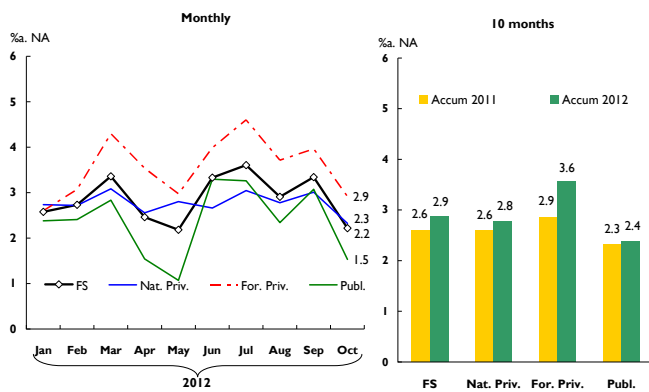 Monthly
%a. NA
6
5
4
3
2
1
0
2.9
2.3
2.2
1.5
FS Nat. Priv. For. Priv. Publ.
Jan Feb Mar Apr May Jun Jul Aug Sep Oct
2012
10 months
%a. NA
6
5
4
3
2
1
0
Accum 2011 Accum 2012
2.6 2.9 2.6 2.8 2.9 3.6 2.3 2.4
FS Nat. Priv. For. Priv. Publ.